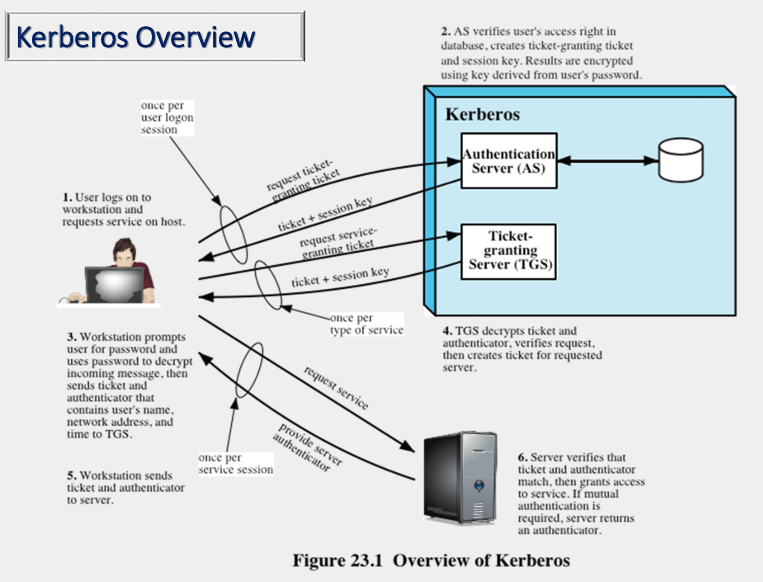 Kerberos Overview
2. AS verifies user's access right in
database, creates ticket-granting ticket
and session key. Results are encrypted
using key derived from user's password.
once per
user logon
session
Kerberos
Authentication
Server (AS)
request ticket-
granting ticket
1. User logs on to
workstation and
requests service on host.
ticket + session key
request service-
granting ticket
Ticket-
granting
Server (TGS)
ticket + session key
once per
type of service
4. TGS decrypts ticket and
authenticator, verifies request,
then creates ticket for requested
server.
3. Workstation prompts
user for password and
uses password to decrypt
incoming message, then
sends ticket and
authenticator that
contains user's name,
network address, and
time to TGS.
request service
provide server
authenticator
once per
service session
5. Workstation sends
ticket and authenticator
to server.
6. Server verifies that
ticket and authenticator
match, then grants access
to service. If mutual
authentication is
required, server returns
an authenticator.
Figure 23.1 Overview of Kerberos